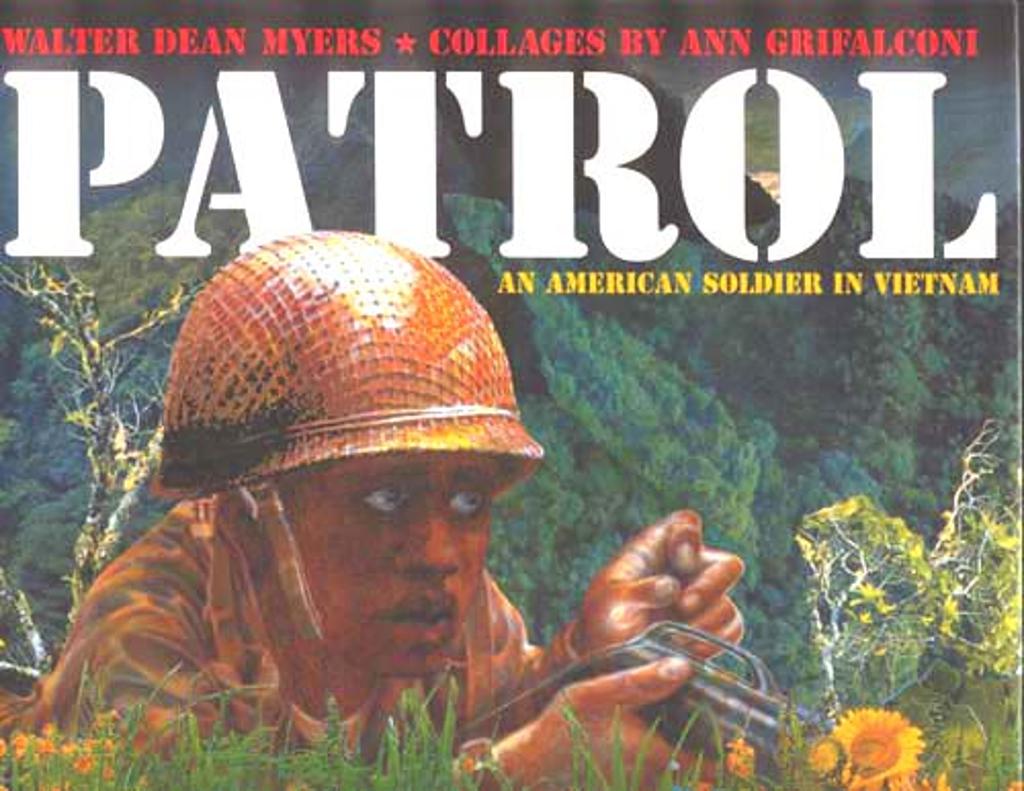 WALTER DEAN MYERS ★ COLLAGES BY ANN GRIFALCONI
PATROL
AN AMERICAN SOLDIER IN VIETNAM